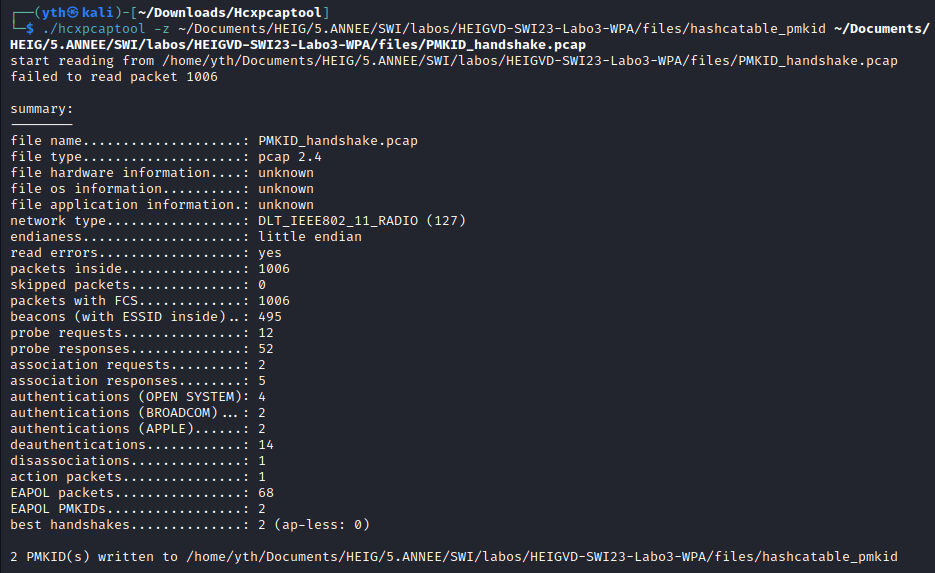 ┌──(yth㉿kali)-[~/Downloads/Hcxpcaptool]
└─$ ./hcxpcaptool -z ~/Documents/HEIG/5.ANNEE/SWI/labos/HEIGVD-SWI23-Labo3-WPA/files/hashcatable_pmkid ~/Documents/
HEIG/5.ANNEE/SWI/labos/HEIGVD-SWI23-Labo3-WPA/files/PMKID_handshake.pcap
start reading from /home/yth/Documents/HEIG/5.ANNEE/SWI/labos/HEIGVD-SWI23-Labo3-WPA/files/PMKID_handshake.pcap
failed to read packet 1006
summary:
--------
file name....................: PMKID_handshake.pcap
file type....................: pcap 2.4
file hardware information....: unknown
file os information..........: unknown
file application information.: unknown
network type.................: DLT_IEEE802_11_RADIO (127)
endianess....................: little endian
read errors..................: yes
packets inside...............: 1006
skipped packets..............: 0
packets with FCS.............: 1006
beacons (with ESSID inside)..: 495
probe requests...............: 12
probe responses..............: 52
association requests.........: 2
association responses........: 5
authentications (OPEN SYSTEM): 4
authentications (BROADCOM)...: 2
authentications (APPLE)......: 2
deauthentications............: 14
disassociations..............: 1
action packets...............: 1
EAPOL packets................: 68
EAPOL PMKIDs.................: 2
best handshakes..............: 2 (ap-less: 0)
2 PMKID(s) written to /home/yth/Documents/HEIG/5.ANNEE/SWI/labos/HEIGVD-SWI23-Labo3-WPA/files/hashcatable_pmkid